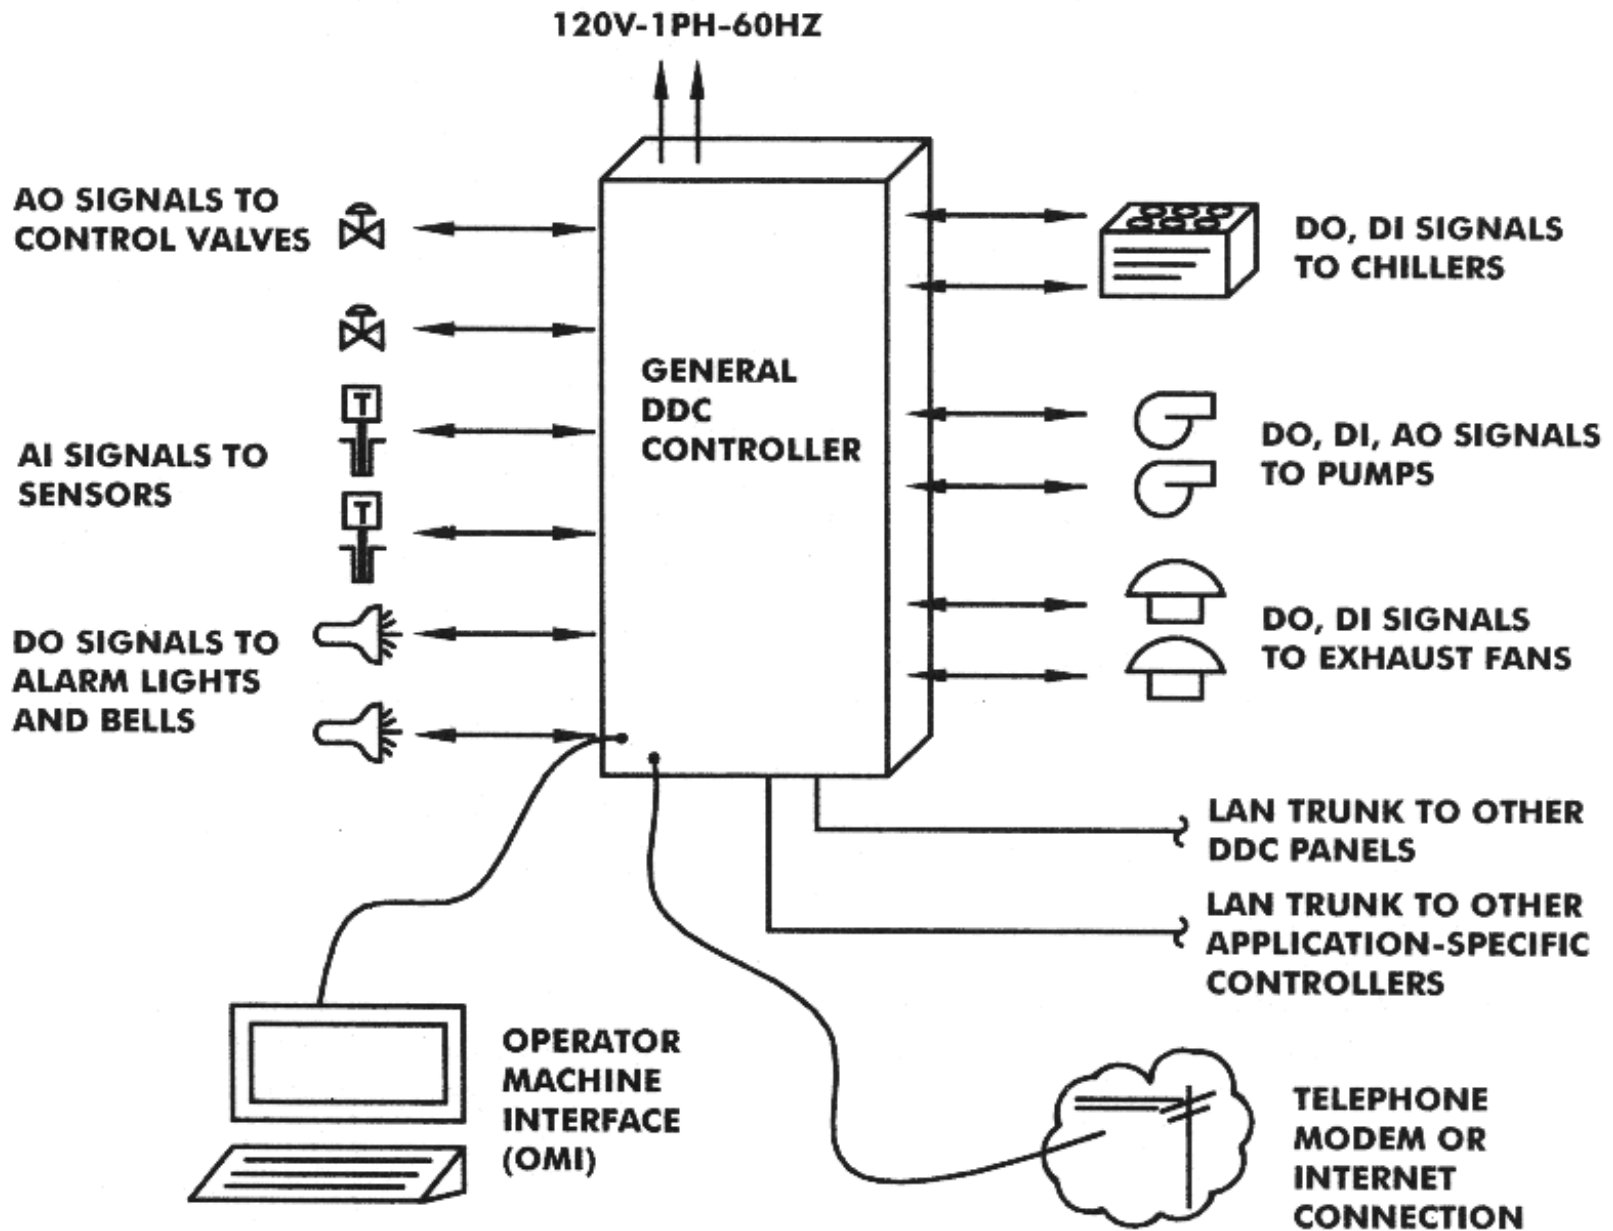 120V-1PH-60HZ
AO SIGNALS TO
CONTROL VALVES
AI SIGNALS TO
SENSORS
DO SIGNALS TO
ALARM LIGHTS
AND BELLS
T
T
GENERAL
DDC
CONTROLLER
DO, DI SIGNALS
TO CHILLERS
DO, DI, AO SIGNALS
TO PUMPS
DO, DI SIGNALS
TO EXHAUST FANS
LAN TRUNK TO OTHER
DDC PANELS
LAN TRUNK TO OTHER
APPLICATION-SPECIFIC
CONTROLLERS
OPERATOR
MACHINE
INTERFACE
(OMI)
TELEPHONE
MODEM OR
INTERNET
CONNECTION